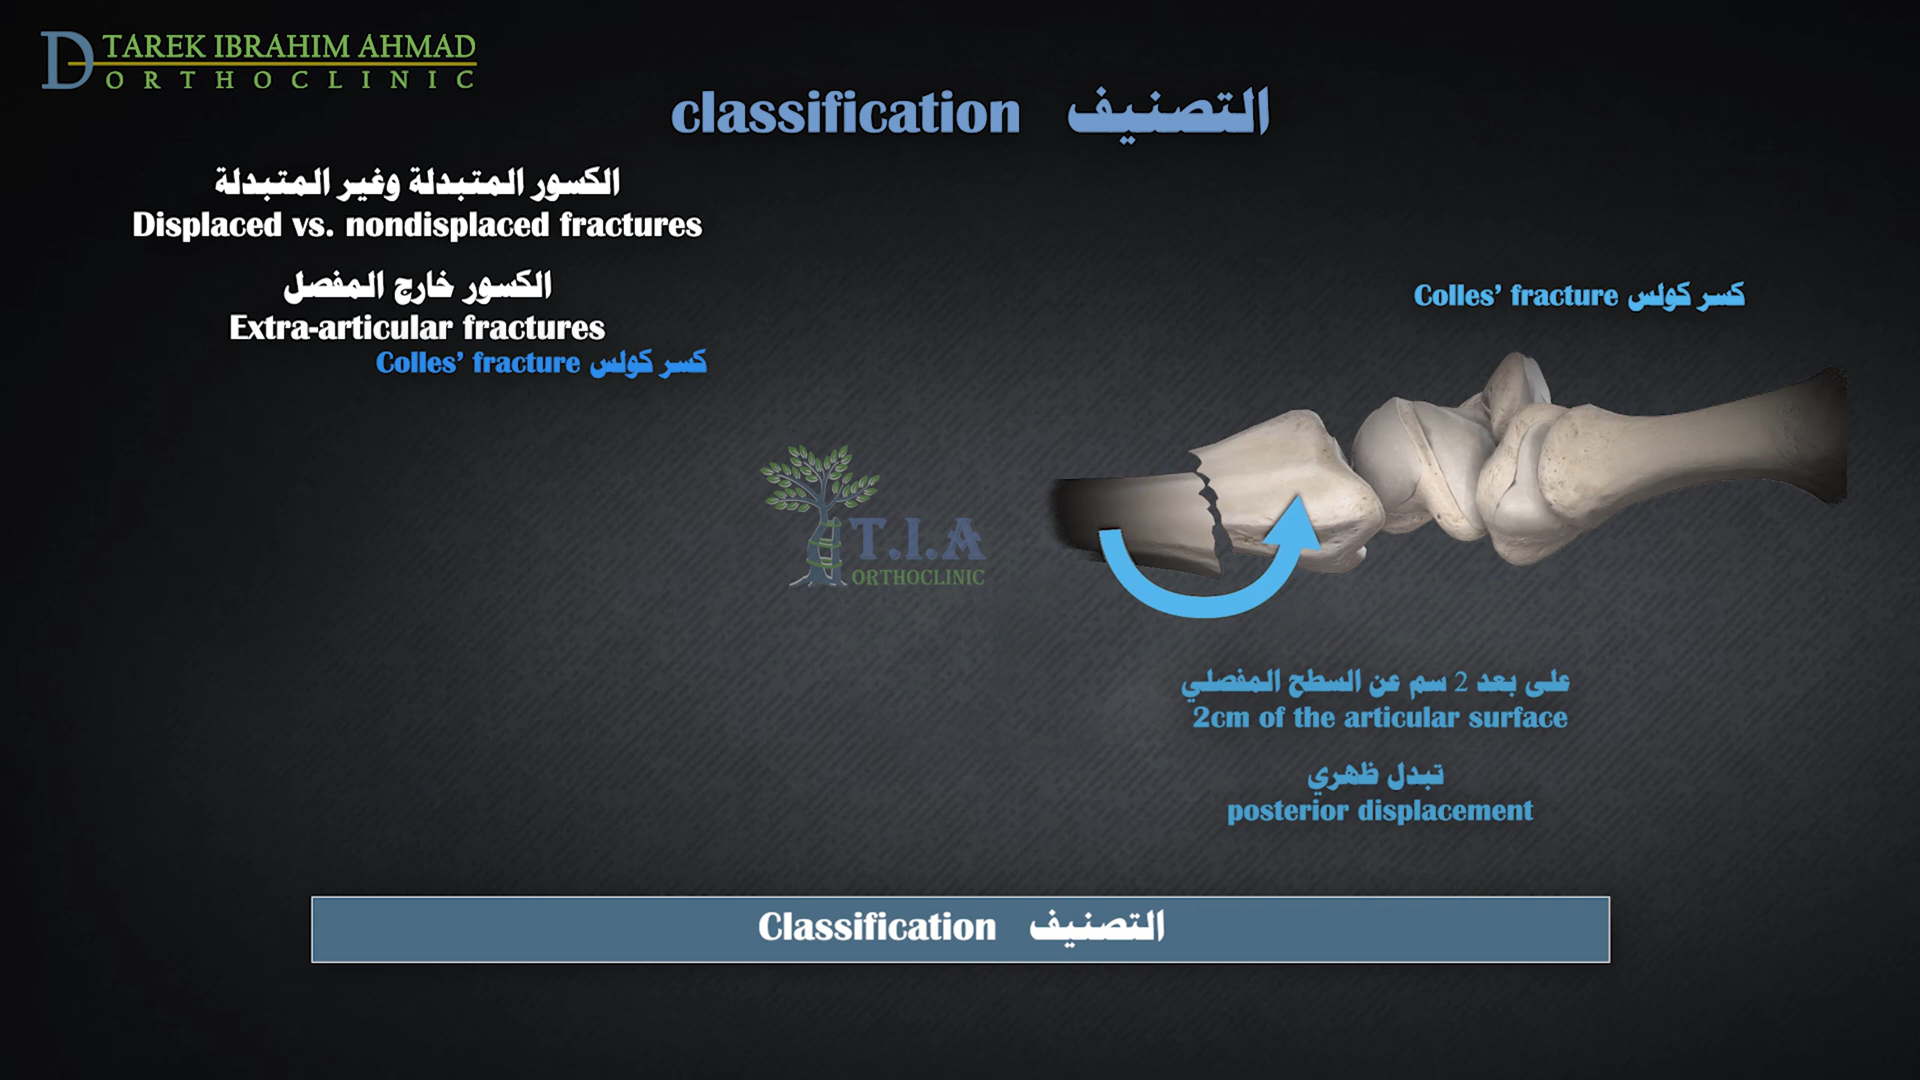 D TAREK IBRAHIM AHMAD
ORTHOCLINIC
classification التصنيف
الكسور المتبدلة وغير المتبدلة
Displaced vs. nondisplaced fractures
الكسور خارج المفصل
Extra-articular fractures
Colles’ fracture كسر كولس
Colles’ fracture كسر كولس
T.I.A
ORTHOCLINIC
على بعد 2 سم عن السطح المفصلي
2cm of the articular surface
تبدل ظهري
posterior displacement
Classification التصنيف